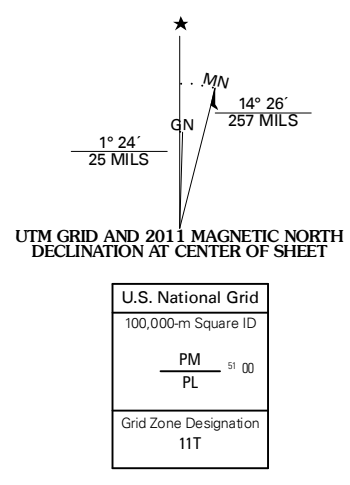 ★
MN
GN
14° 26´
257 MILS
1° 24´
25 MILS
UTM GRID AND 2011 MAGNETIC NORTH
DECLINATION AT CENTER OF SHEET
U.S. National Grid
100,000-m Square ID
PM
51 00
PL
Grid Zone Designation
11T